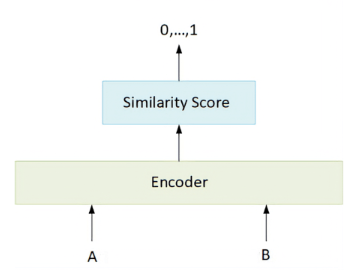 0,...,1
Similarity Score
Encoder
A
B